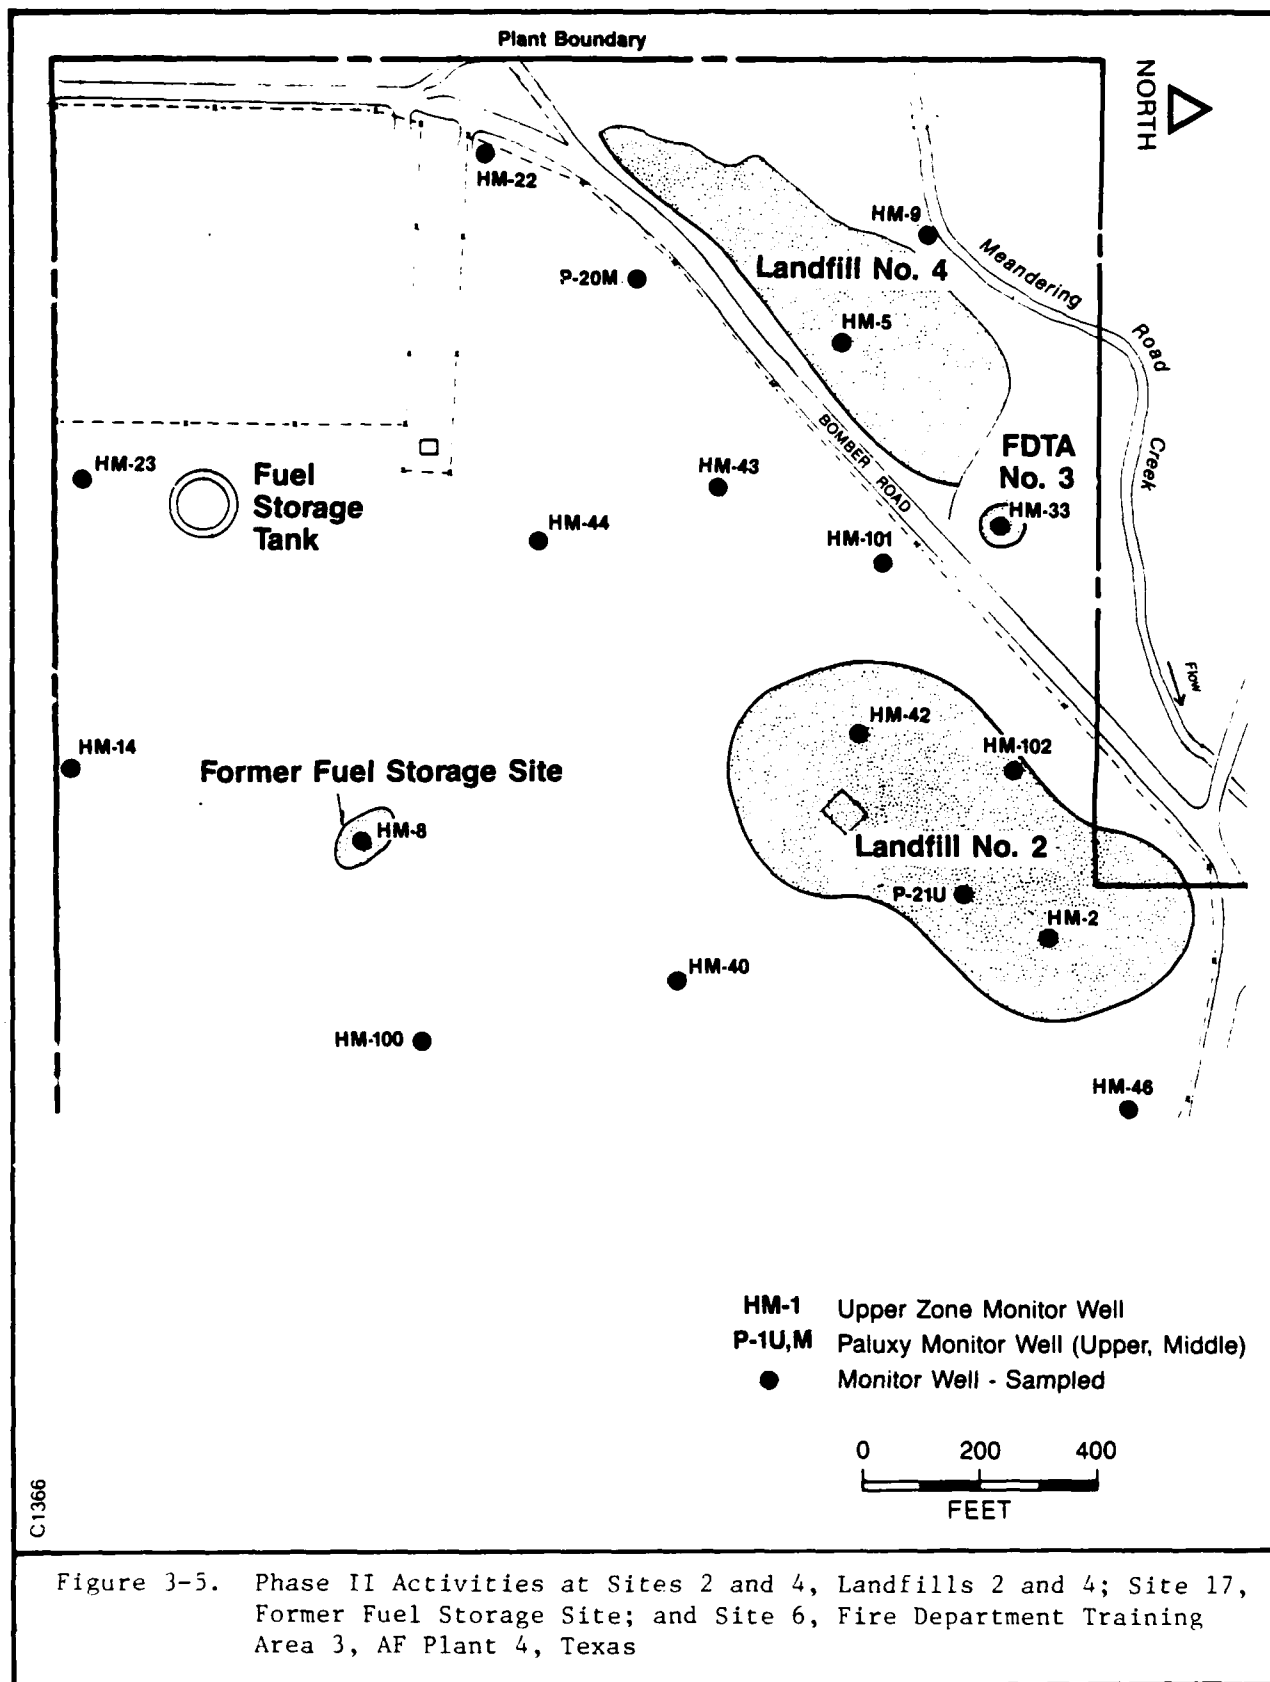 Plant Boundary
NORTH
HM-22
HM-9
P-20M
Landfill No. 4
Meandering
Road
Creek
HM-5
BOMBER ROAD
FDTA
No. 3
HM-33
HM-23
Fuel
Storage
Tank
HM-43
HM-44
HM-101
Flow
HM-14
Former Fuel Storage Site
HM-8
HM-42
HM-102
Landfill No. 2
P-21U
HM-2
HM-40
HM-100
HM-46
HM-1 Upper Zone Monitor Well
P-1U,M Paluxy Monitor Well (Upper, Middle)
Monitor Well - Sampled
0 200 400
FEET
C1366
Figure 3-5. Phase II Activities at Sites 2 and 4, Landfills 2 and 4; Site 17,
Former Fuel Storage Site; and Site 6, Fire Department Training
Area 3, AF Plant 4, Texas